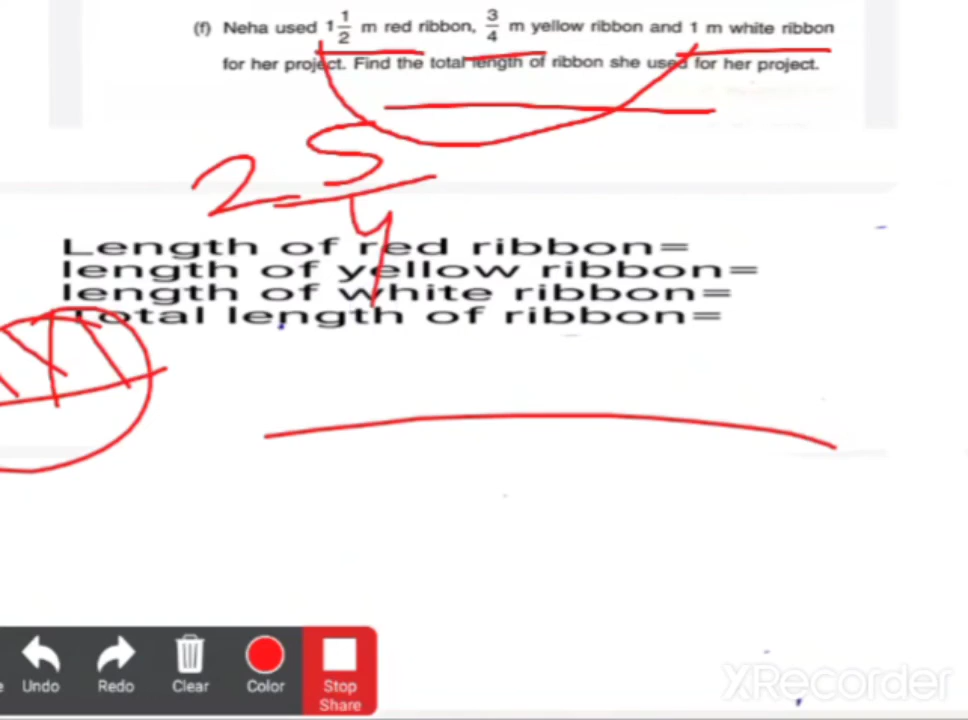 (f) Neha used 1 1/2 m red ribbon, 3/4 m yellow ribbon and 1 m white ribbon
for her project. Find the total length of ribbon she used for her project.
2 5/4
Length of red ribbon=
length of yellow ribbon=
length of white ribbon=
Total length of ribbon=
Undo Redo Clear Color Stop
Share
XRecorder